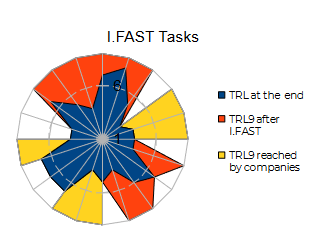 I.FAST Tasks
6
1
TRL at the end
TRL9 after
I.FAST
TRL9 reached
by companies